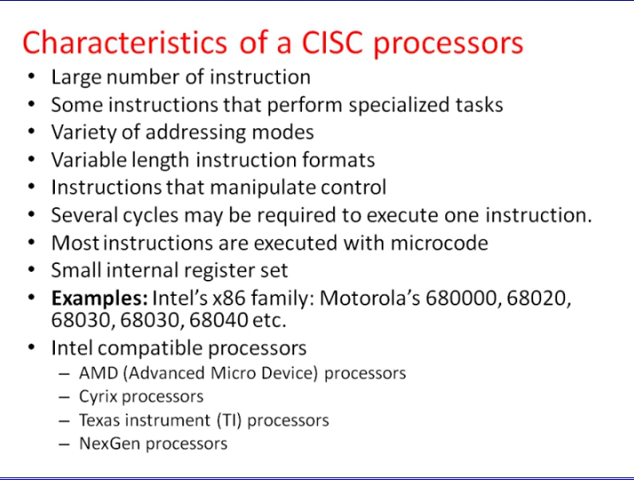 Characteristics of a CISC processors
• Large number of instruction
• Some instructions that perform specialized tasks
• Variety of addressing modes
• Variable length instruction formats
• Instructions that manipulate control
• Several cycles may be required to execute one instruction.
• Most instructions are executed with microcode
• Small internal register set
• Examples: Intel's x86 family: Motorola's 680000, 68020,
68030, 68030, 68040 etc.
• Intel compatible processors
– AMD (Advanced Micro Device) processors
– Cyrix processors
– Texas instrument (TI) processors
– NexGen processors